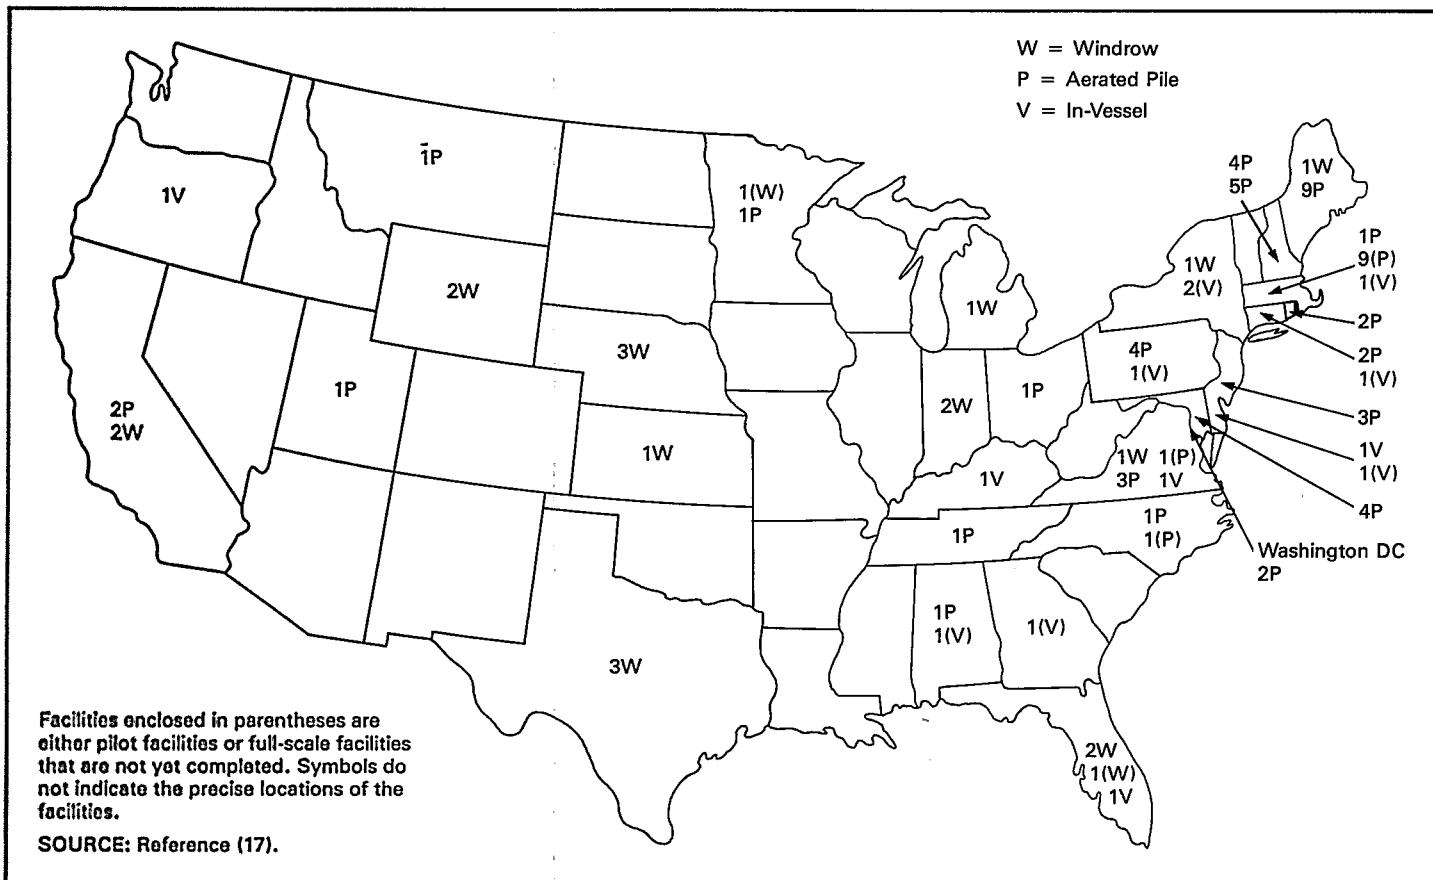 W = Windrow
P = Aerated Pile
V = In-Vessel
1P
1V
1(W)
1P
4P
5P
1W
9P
1P
9(P)
1(V)
1W
2(V)
2W
1W
2P
3W
4P
1(V)
2P
1(V)
1P
2W
1P
3P
2P
2W
1W
1V
1W 1(P)
3P 1V
1V
1(V)
4P
1P
1P
1(P)
Washington DC
2P
1P
1(V)
1(V)
3W
2W
1(W)
1V
Facilities enclosed in parentheses are
either pilot facilities or full-scale facilities
that are not yet completed. Symbols do
not indicate the precise locations of the
facilities.
SOURCE: Reference (17).